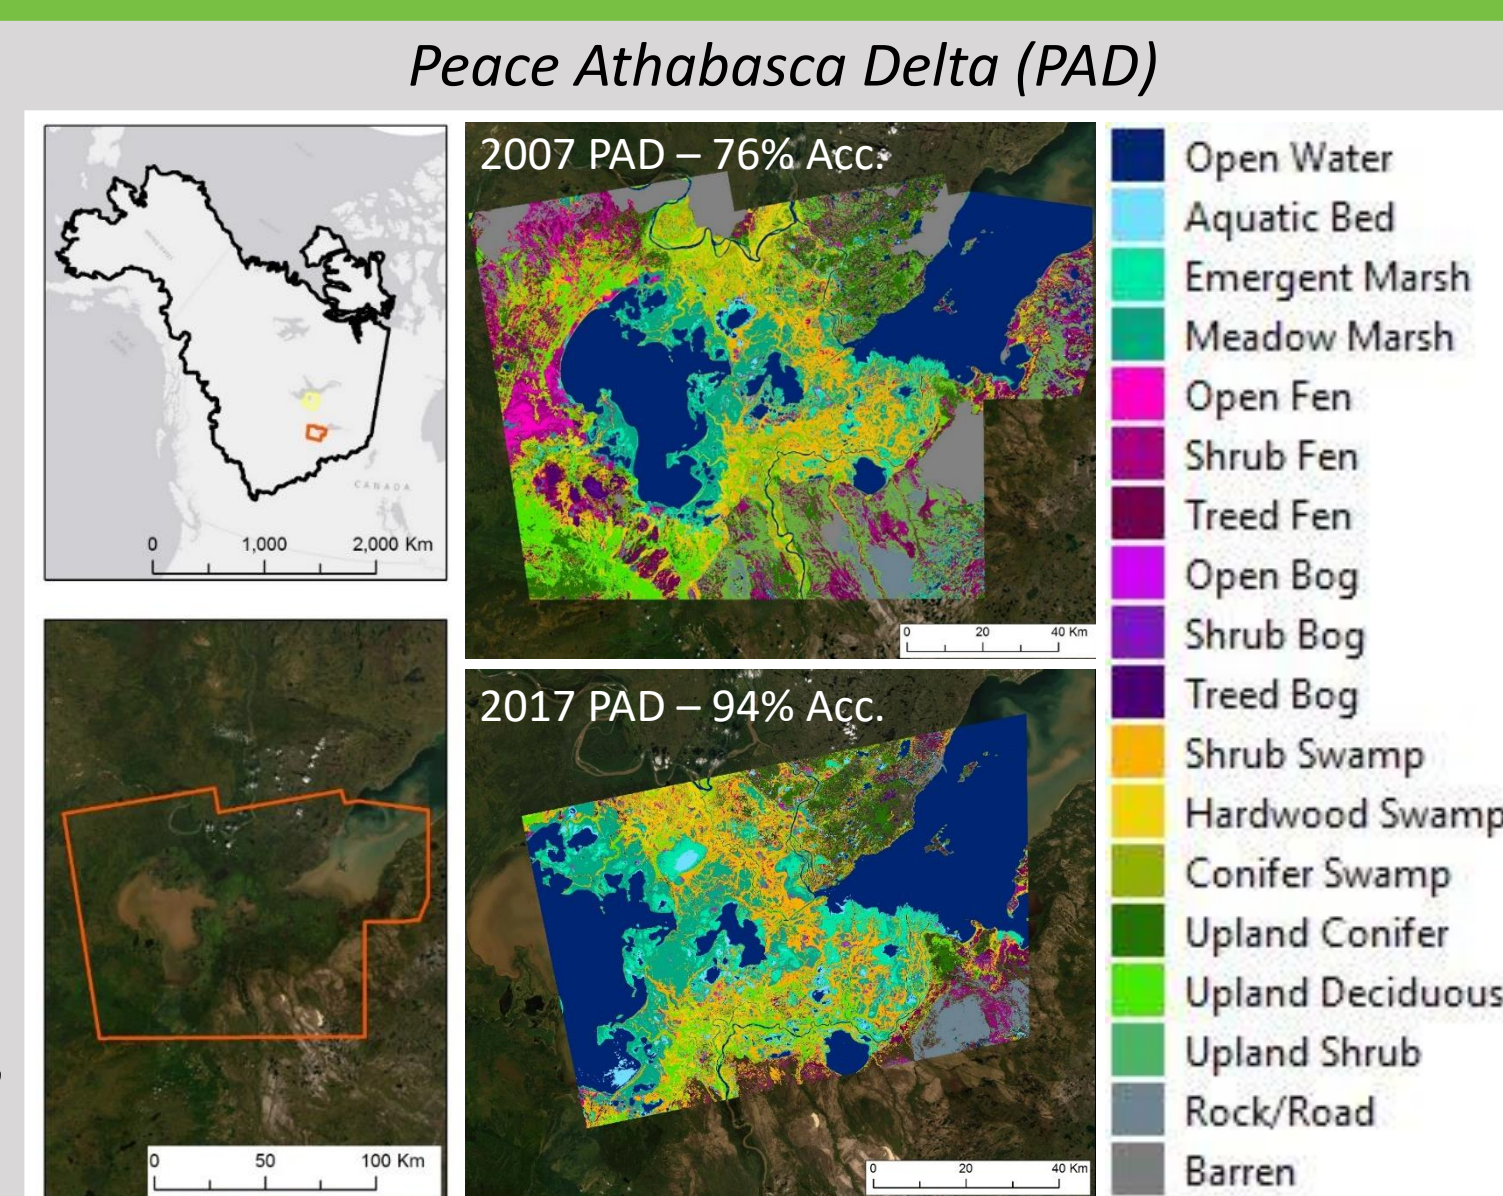 Peace Athabasca Delta (PAD)
CANADA
0 1,000 2,000 Km
0 50 100 Km
2007 PAD – 76% Acc.
0 20 40 Km
2017 PAD – 94% Acc.
0 20 40 Km
Open Water
Aquatic Bed
Emergent Marsh
Meadow Marsh
Open Fen
Shrub Fen
Treed Fen
Open Bog
Shrub Bog
Treed Bog
Shrub Swamp
Hardwood Swamp
Conifer Swamp
Upland Conifer
Upland Deciduous
Upland Shrub
Rock/Road
Barren